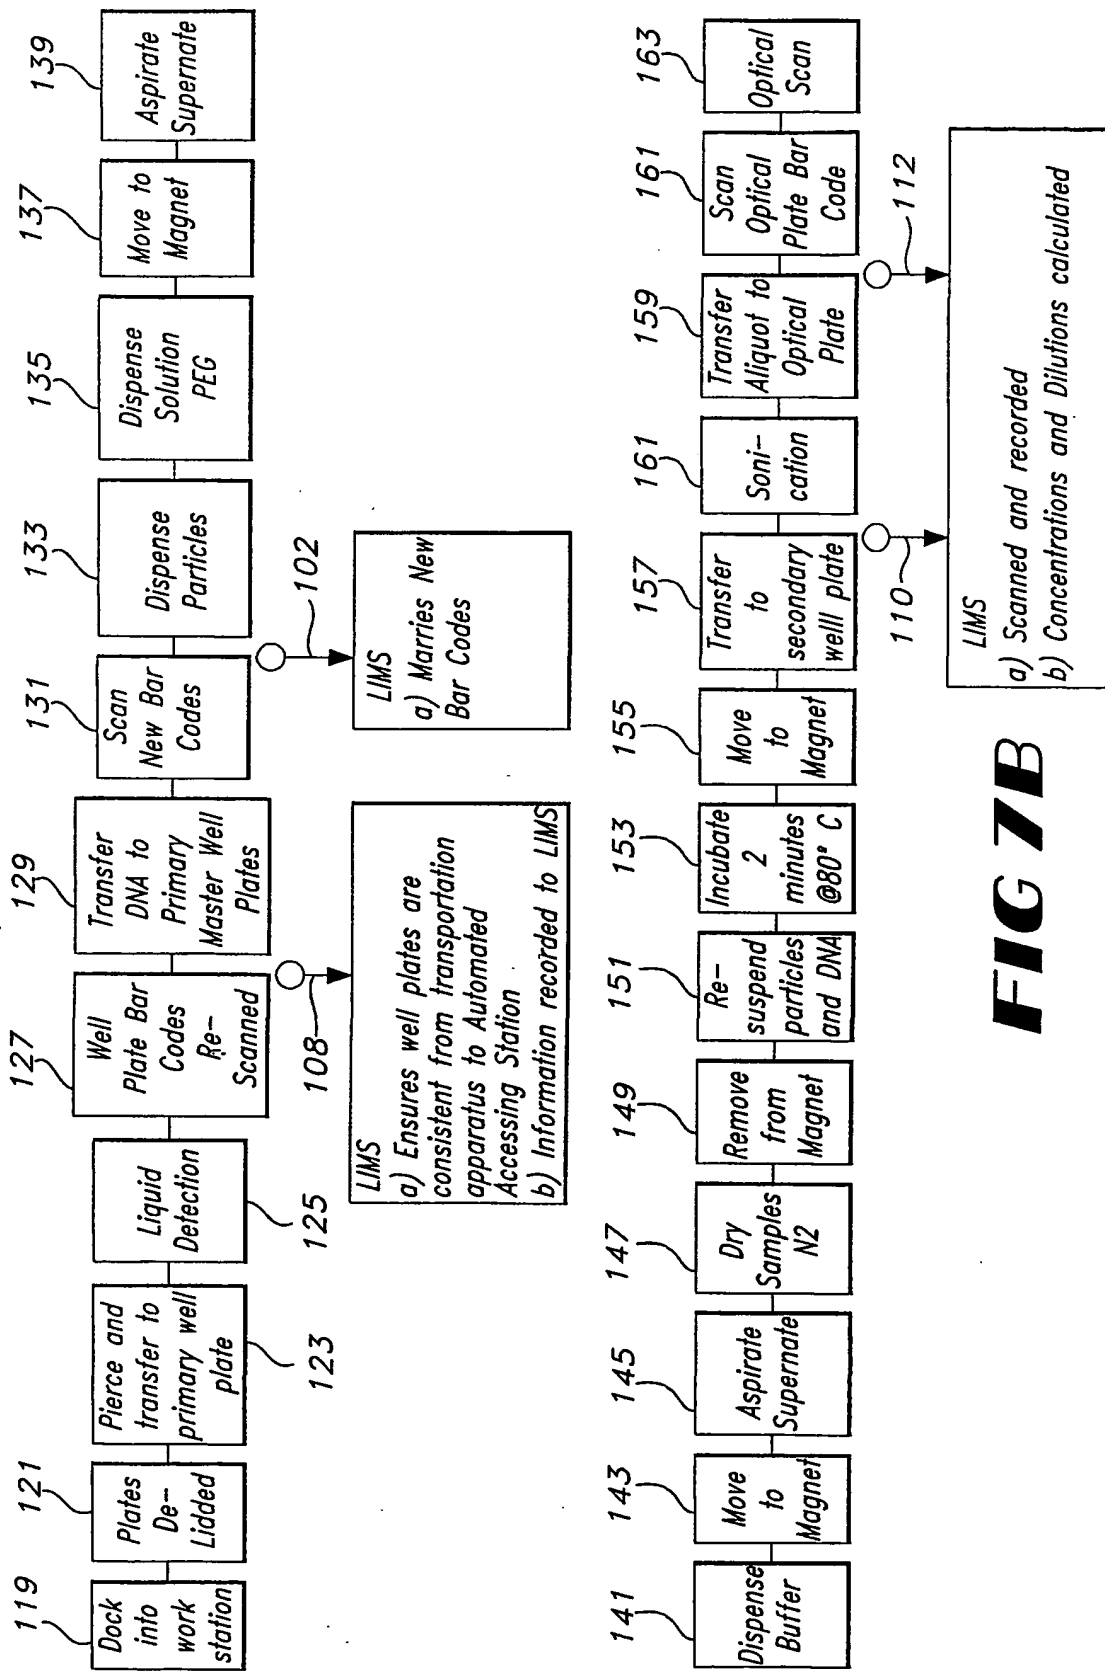 119
Dock
into
work
station
121
Plates
De-
Lidded
Pierce and
transfer to
primary well
plate
123
Liquid
Detection
125
127
Well
Plate Bar
Codes
Re-
Scanned
129
Transfer
DNA to
Primary
Master Well
Plates
131
Scan
New Bar
Codes
133
Dispense
Particles
135
Dispense
Solution
PEG
137
Move to
Magnet
139
Aspirate
Supernate
108
LIMS
a) Ensures well plates are
consistent from transportation
apparatus to Automated
Accessing Station
b) Information recorded to LIMS
102
LIMS
a) Marries New
Bar Codes
141
Dispense
Buffer
143
Move
to
Magnet
145
Aspirate
Supernate
147
Dry
Samples
N2
149
Remove
from
Magnet
151
Re-
suspend
particles
and DNA
153
Incubate
2
minutes
@80° C
155
Move
to
Magnet
157
Transfer
to
secondary
welll plate
161
Soni-
cation
159
Transfer
Aliquot to
Optical
Plate
161
Scan
Optical
Plate Bar
Code
163
Optical
Scan
110
112
LIMS
a) Scanned and recorded
b) Concentrations and Dilutions calculated
FIG 7B